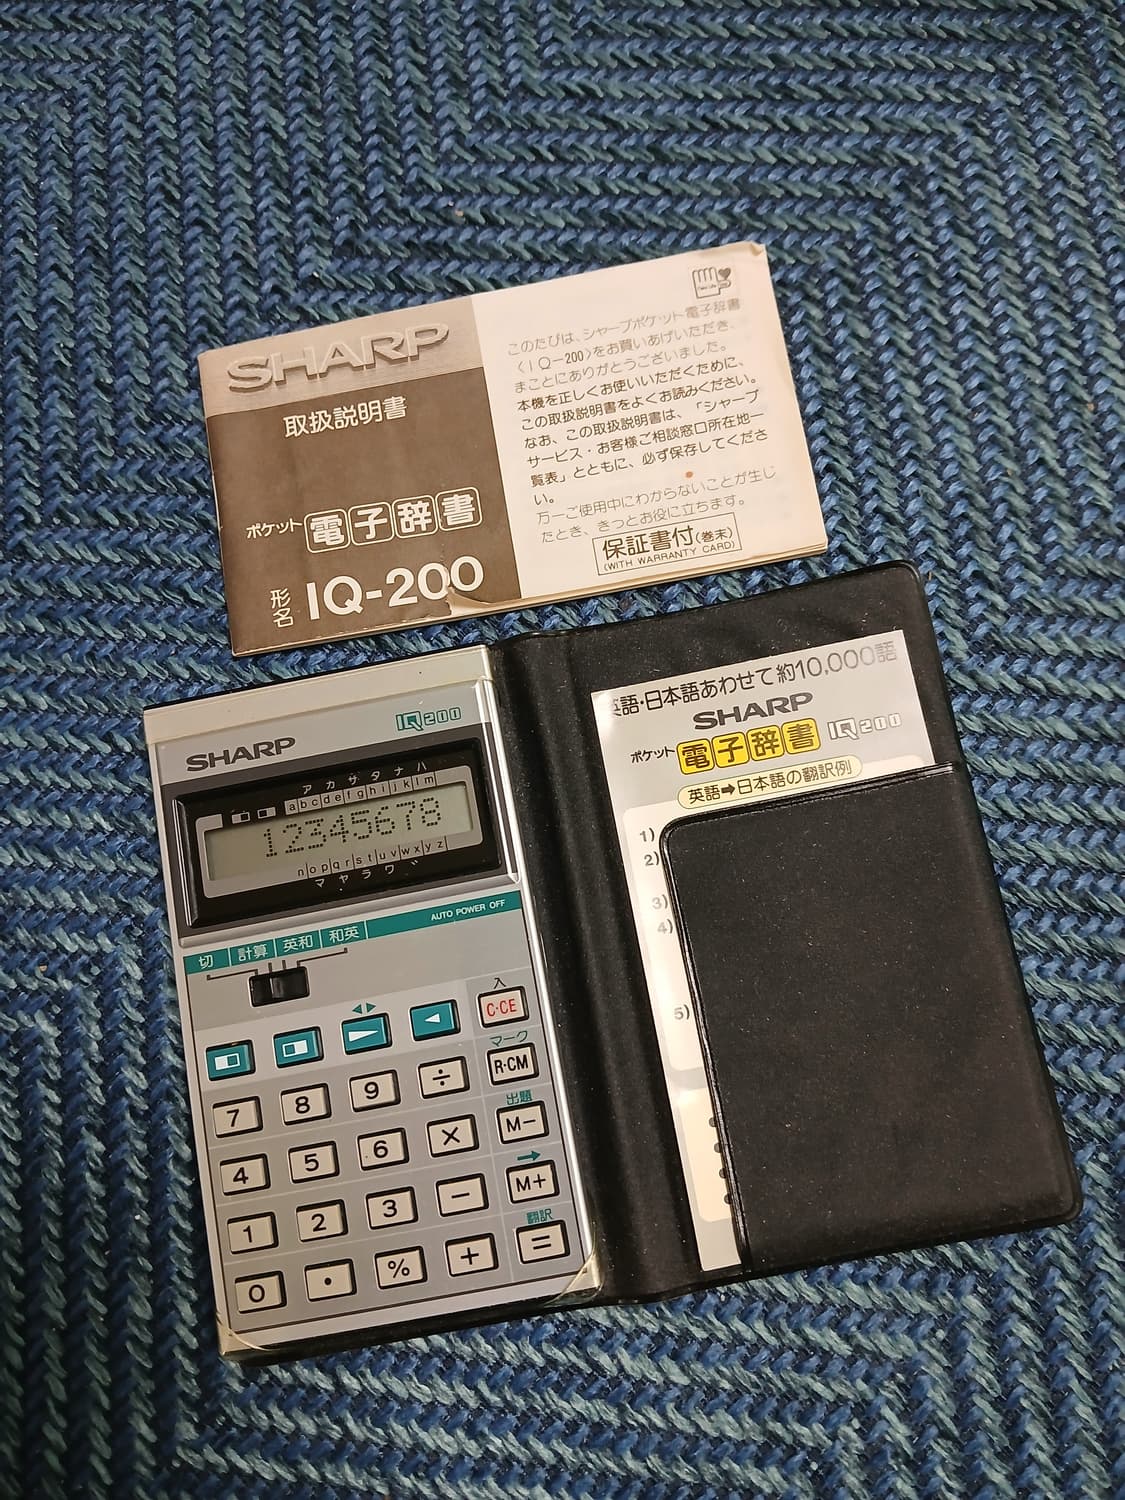 SHARP
取扱説明書
ポケット電子辞書
形名 IQ-200
このたびは、シャープポケット電子辞書
〈IQ-200〉をお買いあげいただき、
まことにありがとうございました。
本機を正しくお使いいただくために、
この取扱説明書をよくお読みください。
なお、この取扱説明書は、「シャープ
サービス・お客様ご相談窓口所在地一
覧表」とともに、必ず保存してくださ
い。
万一ご使用中にわからないことが生じ
たとき、きっとお役に立ちます。
保証書付(巻末)
(WITH WARRANTY CARD)
SHARP IQ200
ア カ サ タ ナ ハ
a b c d e f g h i j k l m
12345678
n o p q r s t u v w x y z
マ ヤ ラ ワ ゛
切 計算 英和 和英 AUTO POWER OFF
入
C・CE
マーク
7 8 9 ÷ R・CM
出題
4 5 6 × M−
→
1 2 3 − M+
翻訳
0 ・ % + =
英語・日本語あわせて約10,000語
SHARP
ポケット電子辞書 IQ200
英語➡日本語の翻訳例
1)
2)
3)
4)
5)